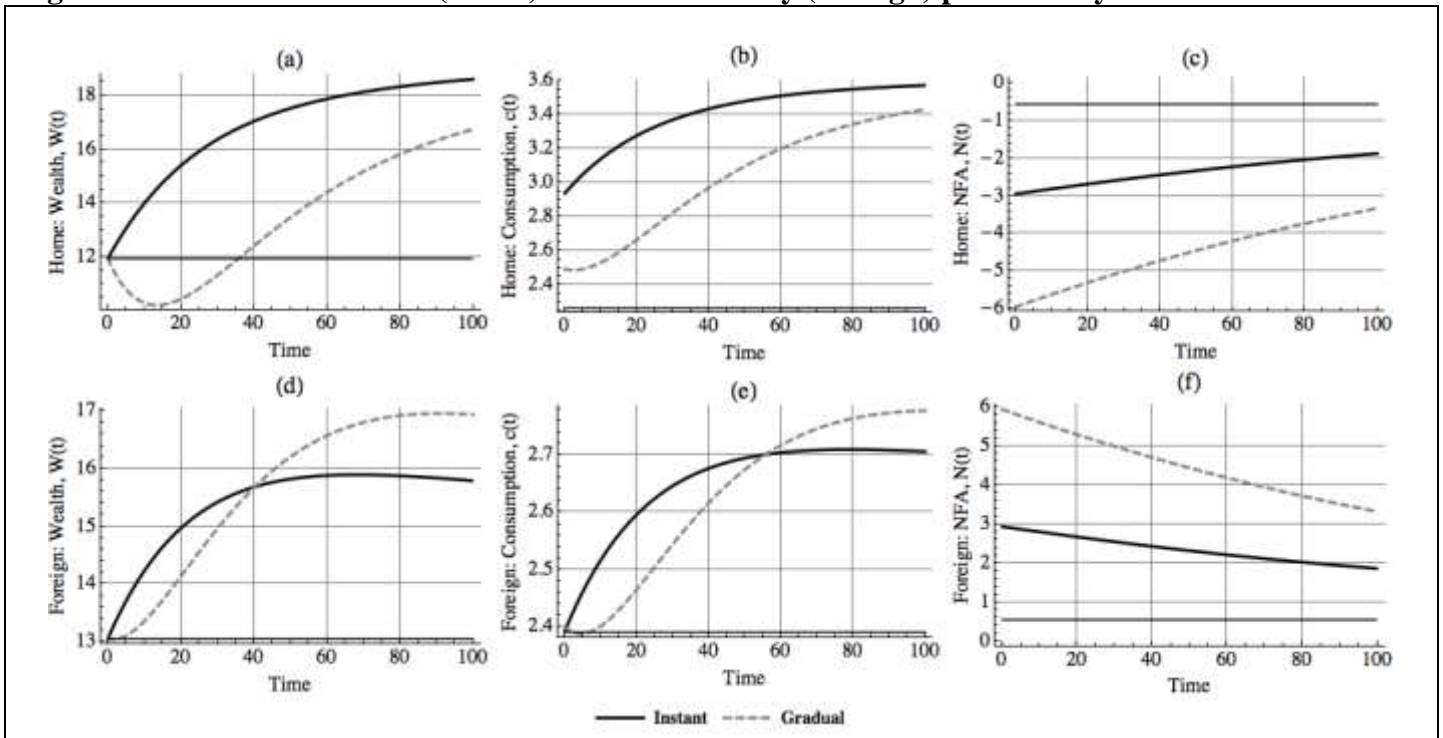 (a)
Home: Wealth, W(t)
18
16
14
12
0 20 40 60 80 100
Time
(b)
Home: Consumption, c(t)
3.6
3.4
3.2
3.0
2.8
2.6
2.4
0 20 40 60 80 100
Time
(c)
Home: NFA, N(t)
0
−1
−2
−3
−4
−5
−6
0 20 40 60 80 100
Time
(d)
Foreign: Wealth, W(t)
17
16
15
14
13
0 20 40 60 80 100
Time
(e)
Foreign: Consumption, c(t)
2.7
2.6
2.5
2.4
0 20 40 60 80 100
Time
(f)
Foreign: NFA, N(t)
6
5
4
3
2
1
0
0 20 40 60 80 100
Time
Instant Gradual